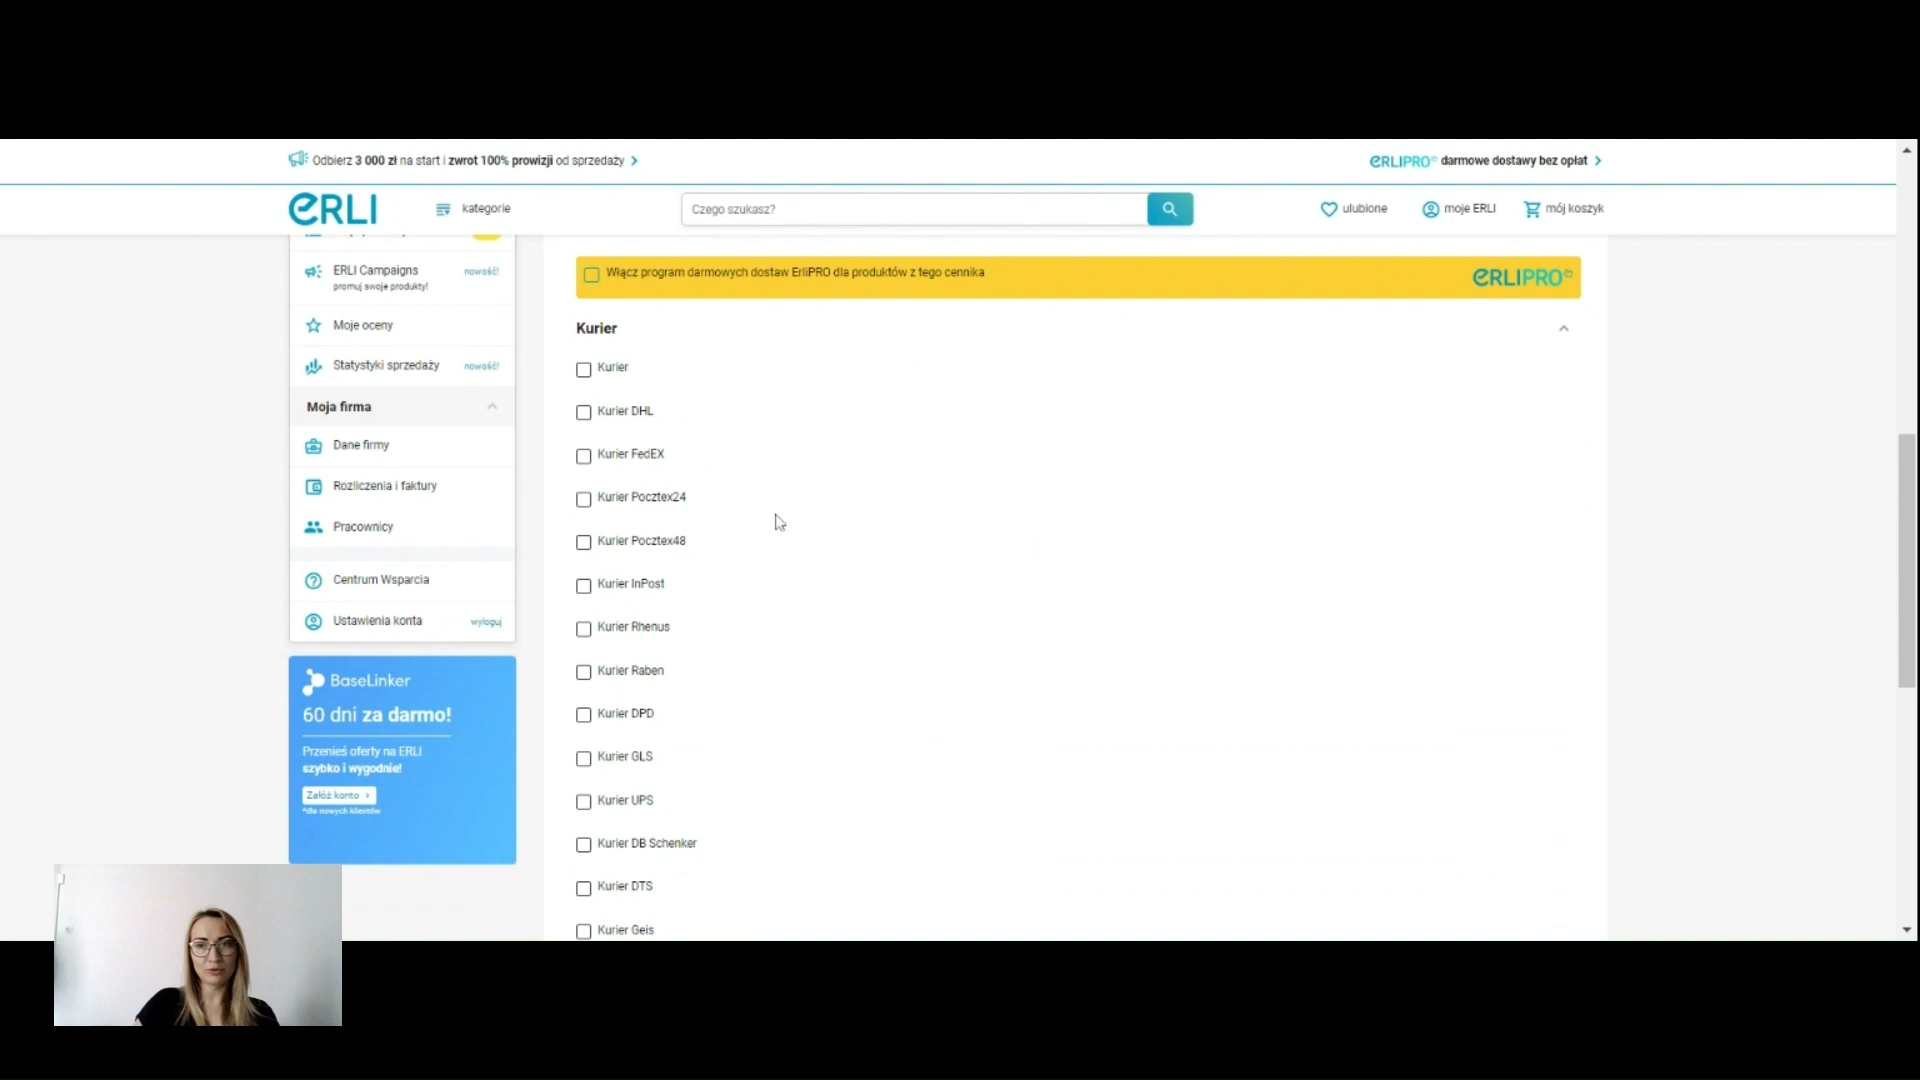 Odbierz 3 000 zł na start i zwrot 100% prowizji od sprzedaży
ERLIPRO darmowe dostawy bez opłat
ERLI
kategorie
Czego szukasz?
ulubione
moje ERLI
mój koszyk
ERLI Campaigns
nowość!
promuj swoje produkty!
Moje oceny
Statystyki sprzedaży
nowość!
Moja firma
Dane firmy
Rozliczenia i faktury
Pracownicy
Centrum Wsparcia
Ustawienia konta
wyloguj
BaseLinker
60 dni za darmo!
Przenieś oferty na ERLI
szybko i wygodnie!
Załóż konto
*dla nowych klientów
Włącz program darmowych dostaw ErliPRO dla produktów z tego cennika
ERLIPRO
Kurier
Kurier
Kurier DHL
Kurier FedEX
Kurier Pocztex24
Kurier Pocztex48
Kurier InPost
Kurier Rhenus
Kurier Raben
Kurier DPD
Kurier GLS
Kurier UPS
Kurier DB Schenker
Kurier DTS
Kurier Geis